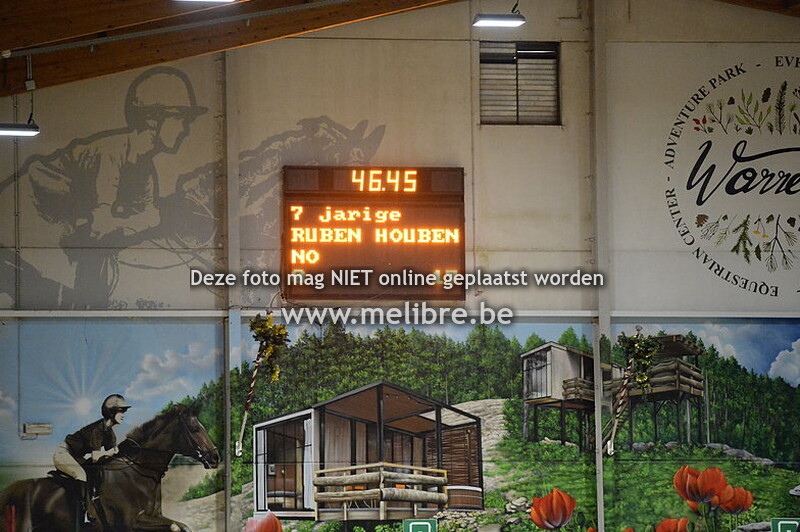 46.45
7 jarige
RUBEN HOUBEN
NO
Deze foto mag NIET online geplaatst worden
www.melibre.be
EQUESTRIAN CENTER - ADVENTURE PARK -